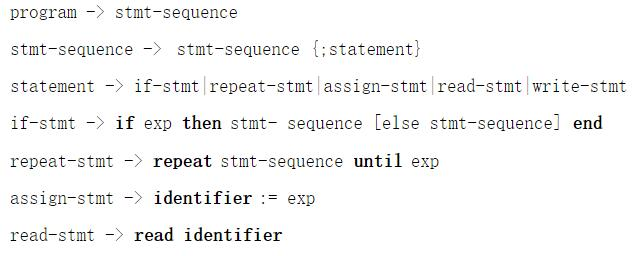 program -> stmt-sequence
stmt-sequence -> stmt-sequence {;statement}
statement -> if-stmt|repeat-stmt|assign-stmt|read-stmt|write-stmt
if-stmt -> if exp then stmt- sequence [else stmt-sequence] end
repeat-stmt -> repeat stmt-sequence until exp
assign-stmt -> identifier := exp
read-stmt -> read identifier